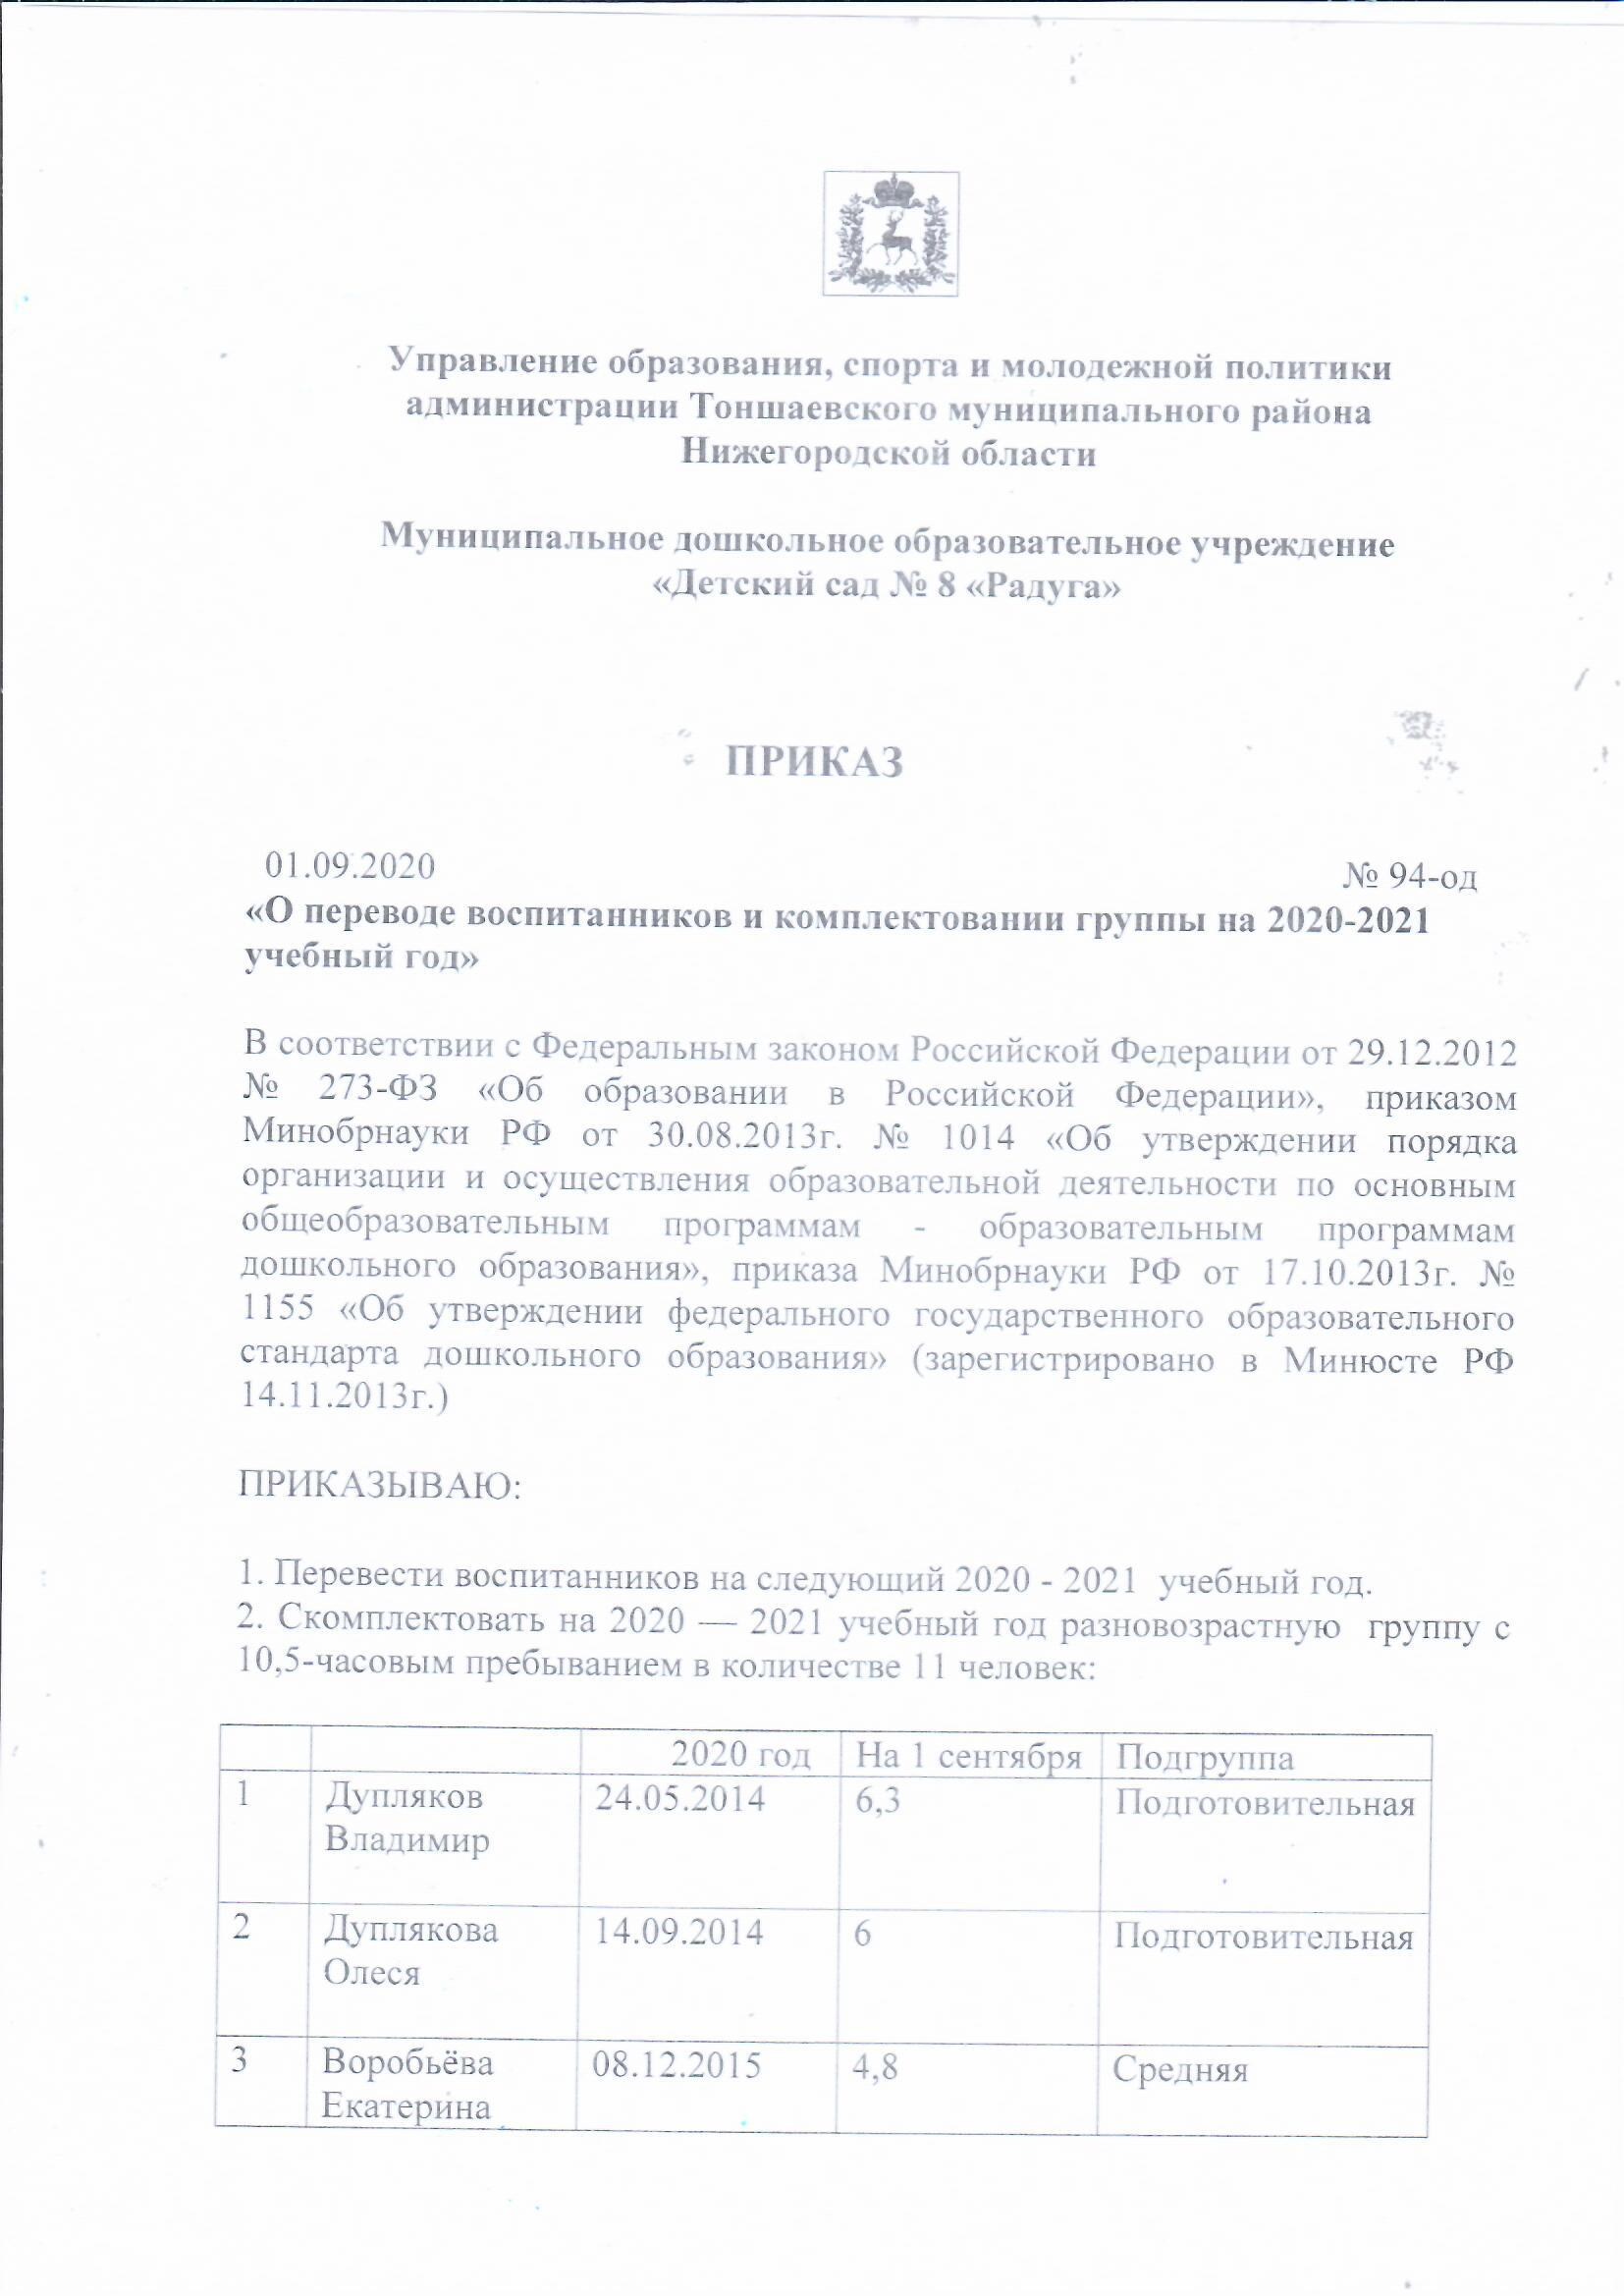 Управление образования, спорта и молодежной политики
администрации Тоншаевского муниципального района
Нижегородской области
Муниципальное дошкольное образовательное учреждение
«Детский сад № 8 «Радуга»
ПРИКАЗ
01.09.2020 № 94-од
«О переводе воспитанников и комплектовании группы на 2020-2021
учебный год»
В соответствии с Федеральным законом Российской Федерации от 29.12.2012
№ 273-ФЗ «Об образовании в Российской Федерации», приказом
Минобрнауки РФ от 30.08.2013г. № 1014 «Об утверждении порядка
организации и осуществления образовательной деятельности по основным
общеобразовательным программам - образовательным программам
дошкольного образования», приказа Минобрнауки РФ от 17.10.2013г. №
1155 «Об утверждении федерального государственного образовательного
стандарта дошкольного образования» (зарегистрировано в Минюсте РФ
14.11.2013г.)
ПРИКАЗЫВАЮ:
1. Перевести воспитанников на следующий 2020 - 2021 учебный год.
2. Скомплектовать на 2020 — 2021 учебный год разновозрастную группу с
10,5-часовым пребыванием в количестве 11 человек:
2020 год На 1 сентября Подгруппа
1 Дупляков 24.05.2014 6,3 Подготовительная
Владимир
2 Дуплякова 14.09.2014 6 Подготовительная
Олеся
3 Воробьёва 08.12.2015 4,8 Средняя
Екатерина